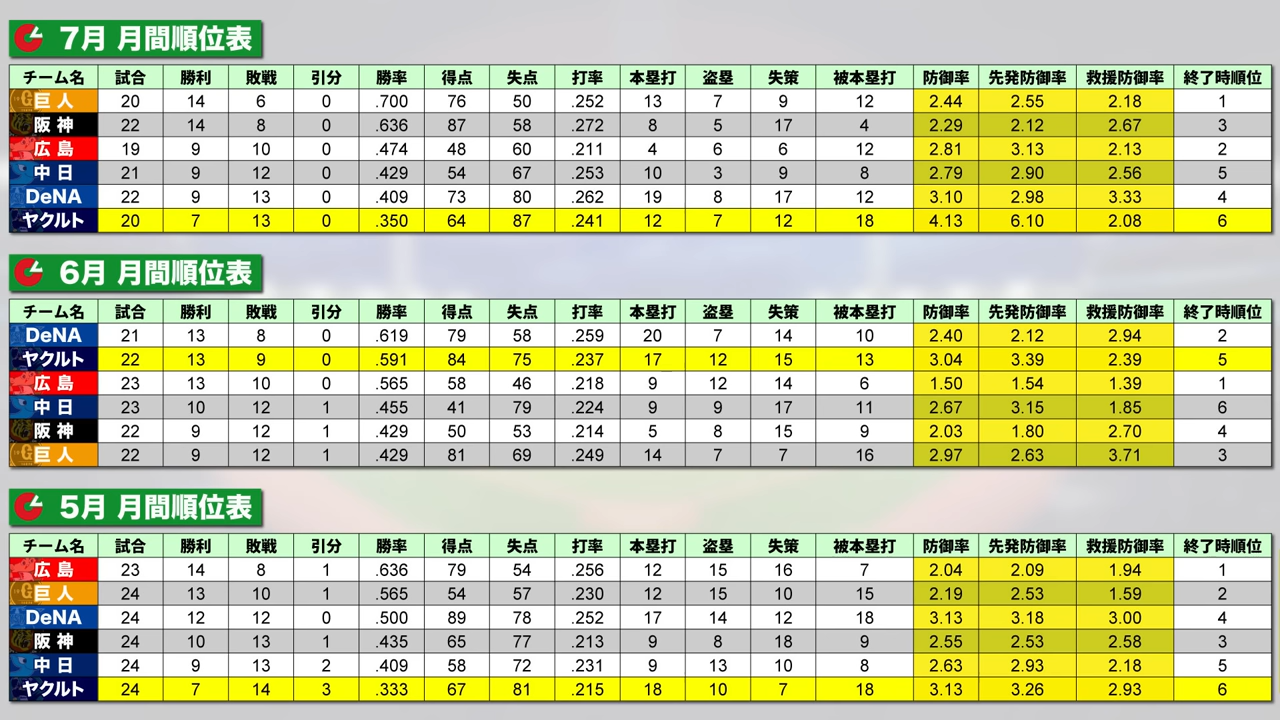 7月 月間順位表
チーム名 試合 勝利 敗戦 引分 勝率 得点 失点 打率 本塁打 盗塁 失策 被本塁打 防御率 先発防御率 救援防御率 終了時順位
巨人 20 14 6 0 .700 76 50 .252 13 7 9 12 2.44 2.55 2.18 1
阪神 22 14 8 0 .636 87 58 .272 8 5 17 4 2.29 2.12 2.67 3
広島 19 9 10 0 .474 48 60 .211 4 6 6 12 2.81 3.13 2.13 2
中日 21 9 12 0 .429 54 67 .253 10 3 9 8 2.79 2.90 2.56 5
DeNA 22 9 13 0 .409 73 80 .262 19 8 17 12 3.10 2.98 3.33 4
ヤクルト 20 7 13 0 .350 64 87 .241 12 7 12 18 4.13 6.10 2.08 6
6月 月間順位表
チーム名 試合 勝利 敗戦 引分 勝率 得点 失点 打率 本塁打 盗塁 失策 被本塁打 防御率 先発防御率 救援防御率 終了時順位
DeNA 21 13 8 0 .619 79 58 .259 20 7 14 10 2.40 2.12 2.94 2
ヤクルト 22 13 9 0 .591 84 75 .237 17 12 15 13 3.04 3.39 2.39 5
広島 23 13 10 0 .565 58 46 .218 9 12 14 6 1.50 1.54 1.39 1
中日 23 10 12 1 .455 41 79 .224 9 9 17 11 2.67 3.15 1.85 6
阪神 22 9 12 1 .429 50 53 .214 5 8 15 9 2.03 1.80 2.70 4
巨人 22 9 12 1 .429 81 69 .249 14 7 7 16 2.97 2.63 3.71 3
5月 月間順位表
チーム名 試合 勝利 敗戦 引分 勝率 得点 失点 打率 本塁打 盗塁 失策 被本塁打 防御率 先発防御率 救援防御率 終了時順位
広島 23 14 8 1 .636 79 54 .256 12 15 16 7 2.04 2.09 1.94 1
巨人 24 13 10 1 .565 54 57 .230 12 15 10 15 2.19 2.53 1.59 2
DeNA 24 12 12 0 .500 89 78 .252 17 14 12 18 3.13 3.18 3.00 4
阪神 24 10 13 1 .435 65 77 .213 9 8 18 9 2.55 2.53 2.58 3
中日 24 9 13 2 .409 58 72 .231 9 13 10 8 2.63 2.93 2.18 5
ヤクルト 24 7 14 3 .333 67 81 .215 18 10 7 18 3.13 3.26 2.93 6